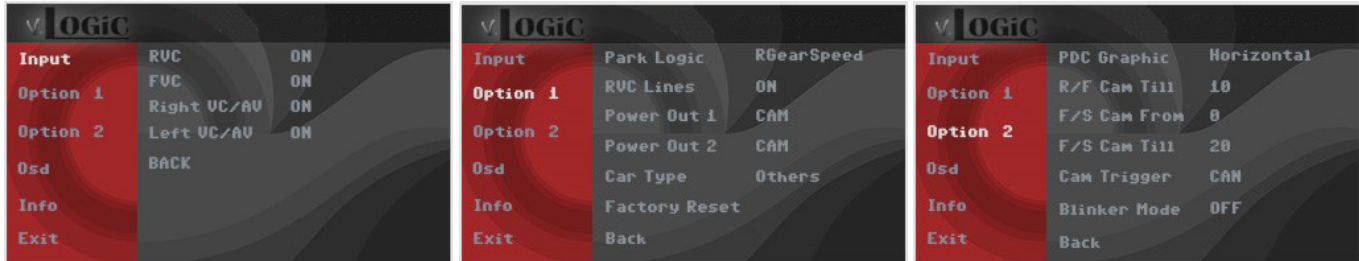 v.LOGiC
Input
Option 1
Option 2
Osd
Info
Exit
RVC ON
FVC ON
Right VC/AV ON
Left VC/AV ON
BACK
v.LOGiC
Input
Option 1
Option 2
Osd
Info
Exit
Park Logic RGearSpeed
RVC Lines ON
Power Out 1 CAM
Power Out 2 CAM
Car Type Others
Factory Reset
Back
v.LOGiC
Input
Option 1
Option 2
Osd
Info
Exit
PDC Graphic Horizontal
R/F Cam Till 10
F/S Cam From 0
F/S Cam Till 20
Cam Trigger CAN
Blinker Mode OFF
Back